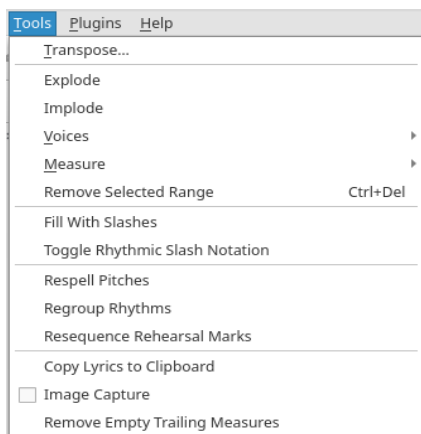 Tools Plugins Help
Transpose...
Explode
Implode
Voices
Measure
Remove Selected Range Ctrl+Del
Fill With Slashes
Toggle Rhythmic Slash Notation
Respell Pitches
Regroup Rhythms
Resequence Rehearsal Marks
Copy Lyrics to Clipboard
Image Capture
Remove Empty Trailing Measures